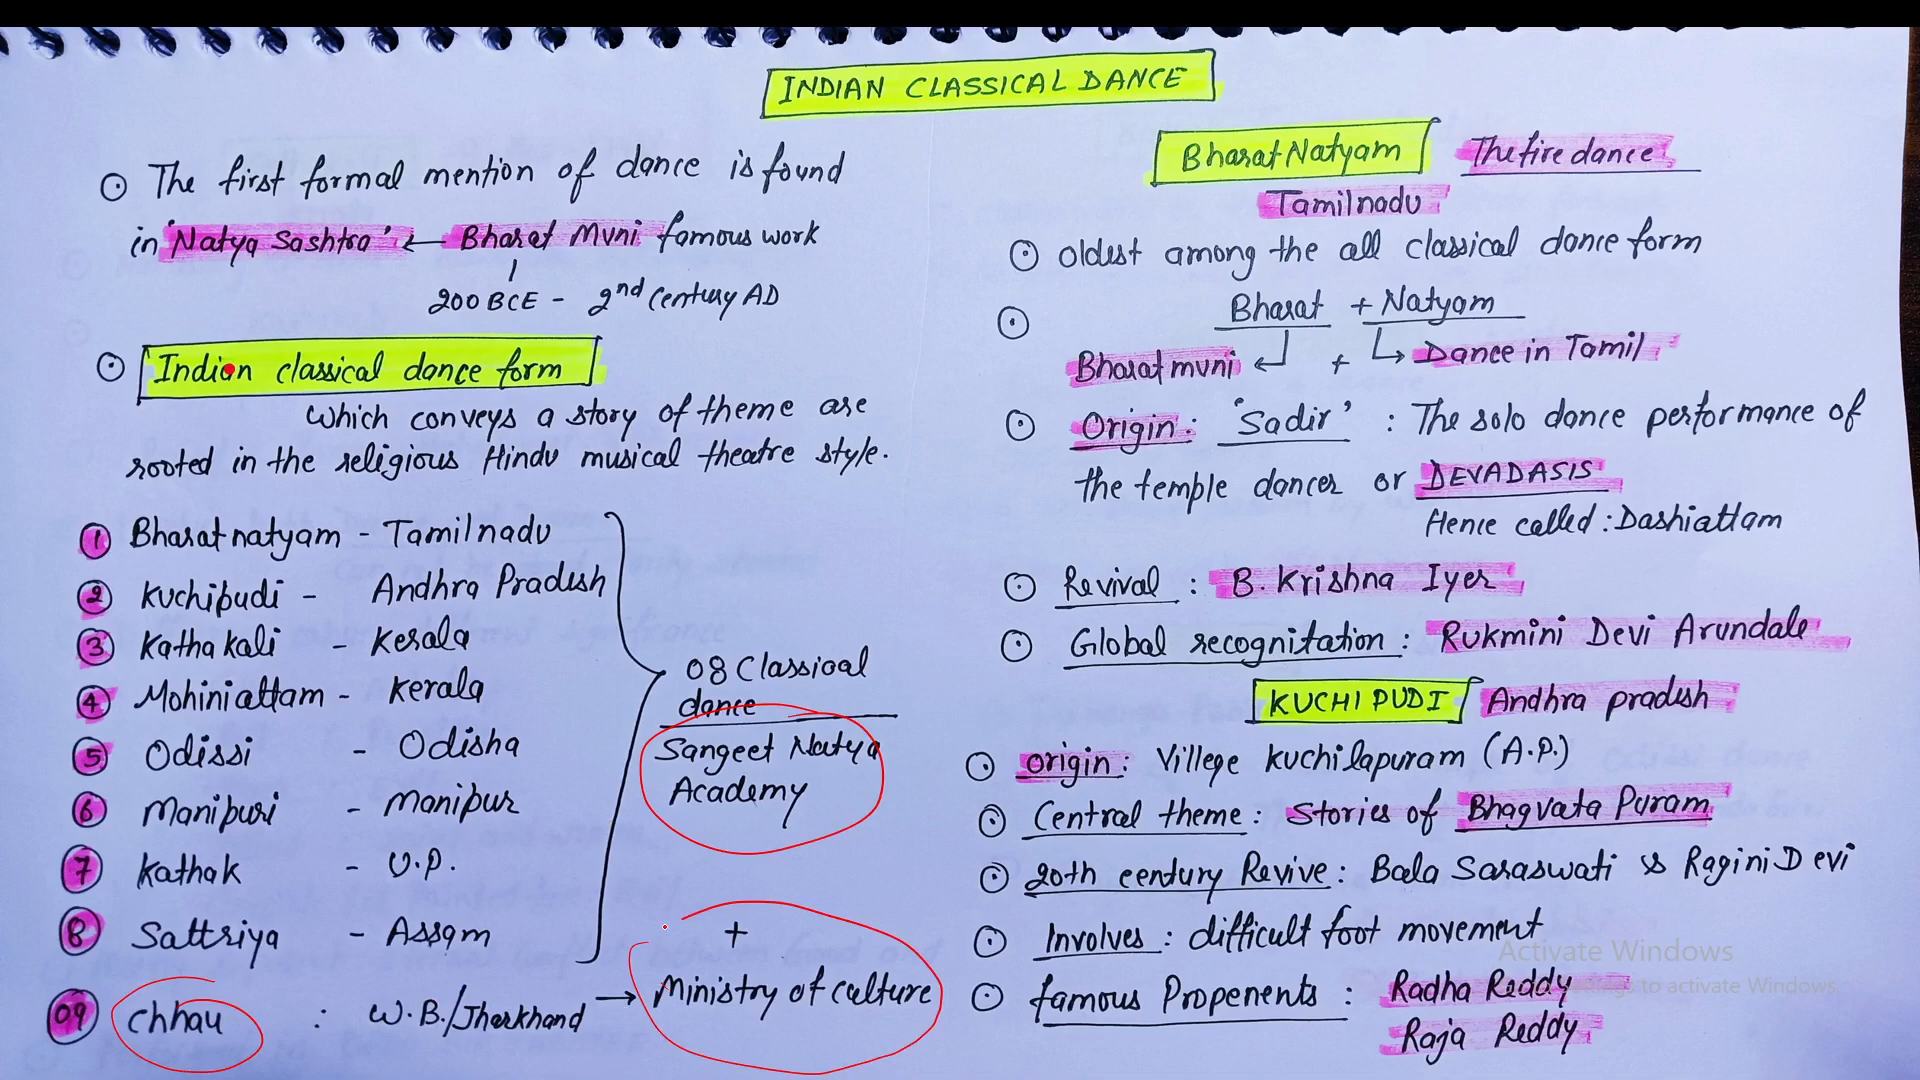 INDIAN CLASSICAL DANCE
⊙ The first formal mention of dance is found
in 'Natya Sashtra' ← Bharat Muni famous work
200 BCE - 2nd Century AD
⊙ Indian classical dance form
Which conveys a story of theme are
rooted in the religious Hindu musical theatre style.
1 Bharatnatyam - Tamilnadu
2 Kuchipudi - Andhra Pradesh
3 Kathakali - Kerala
4 Mohiniattam - Kerala
5 Odissi - Odisha
6 Manipuri - Manipur
7 Kathak - U.P.
8 Sattriya - Assam
09 Chhau : W.B./Jharkhand →
08 Classical
dance
Sangeet Natya
Academy
+
Ministry of culture
Bharat Natyam The fire dance
Tamilnadu
⊙ oldest among the all classical dance form
⊙ Bharat + Natyam
Bharatmuni + Dance in Tamil
⊙ Origin: 'Sadir' : The solo dance performance of
the temple dancer or DEVADASIS
Hence called : Dashiattam
⊙ Revival : B. Krishna Iyer
⊙ Global recognitation : Rukmini Devi Arundale
KUCHIPUDI Andhra pradesh
⊙ origin : Villege Kuchilapuram (A.P.)
⊙ Central theme : Stories of Bhagvata Puram
⊙ 20th century Revive : Bala Saraswati & Ragini Devi
⊙ Involves : difficult foot movement
⊙ famous Propenents : Radha Reddy
Raja Reddy
Activate Windows
to activate Windows.